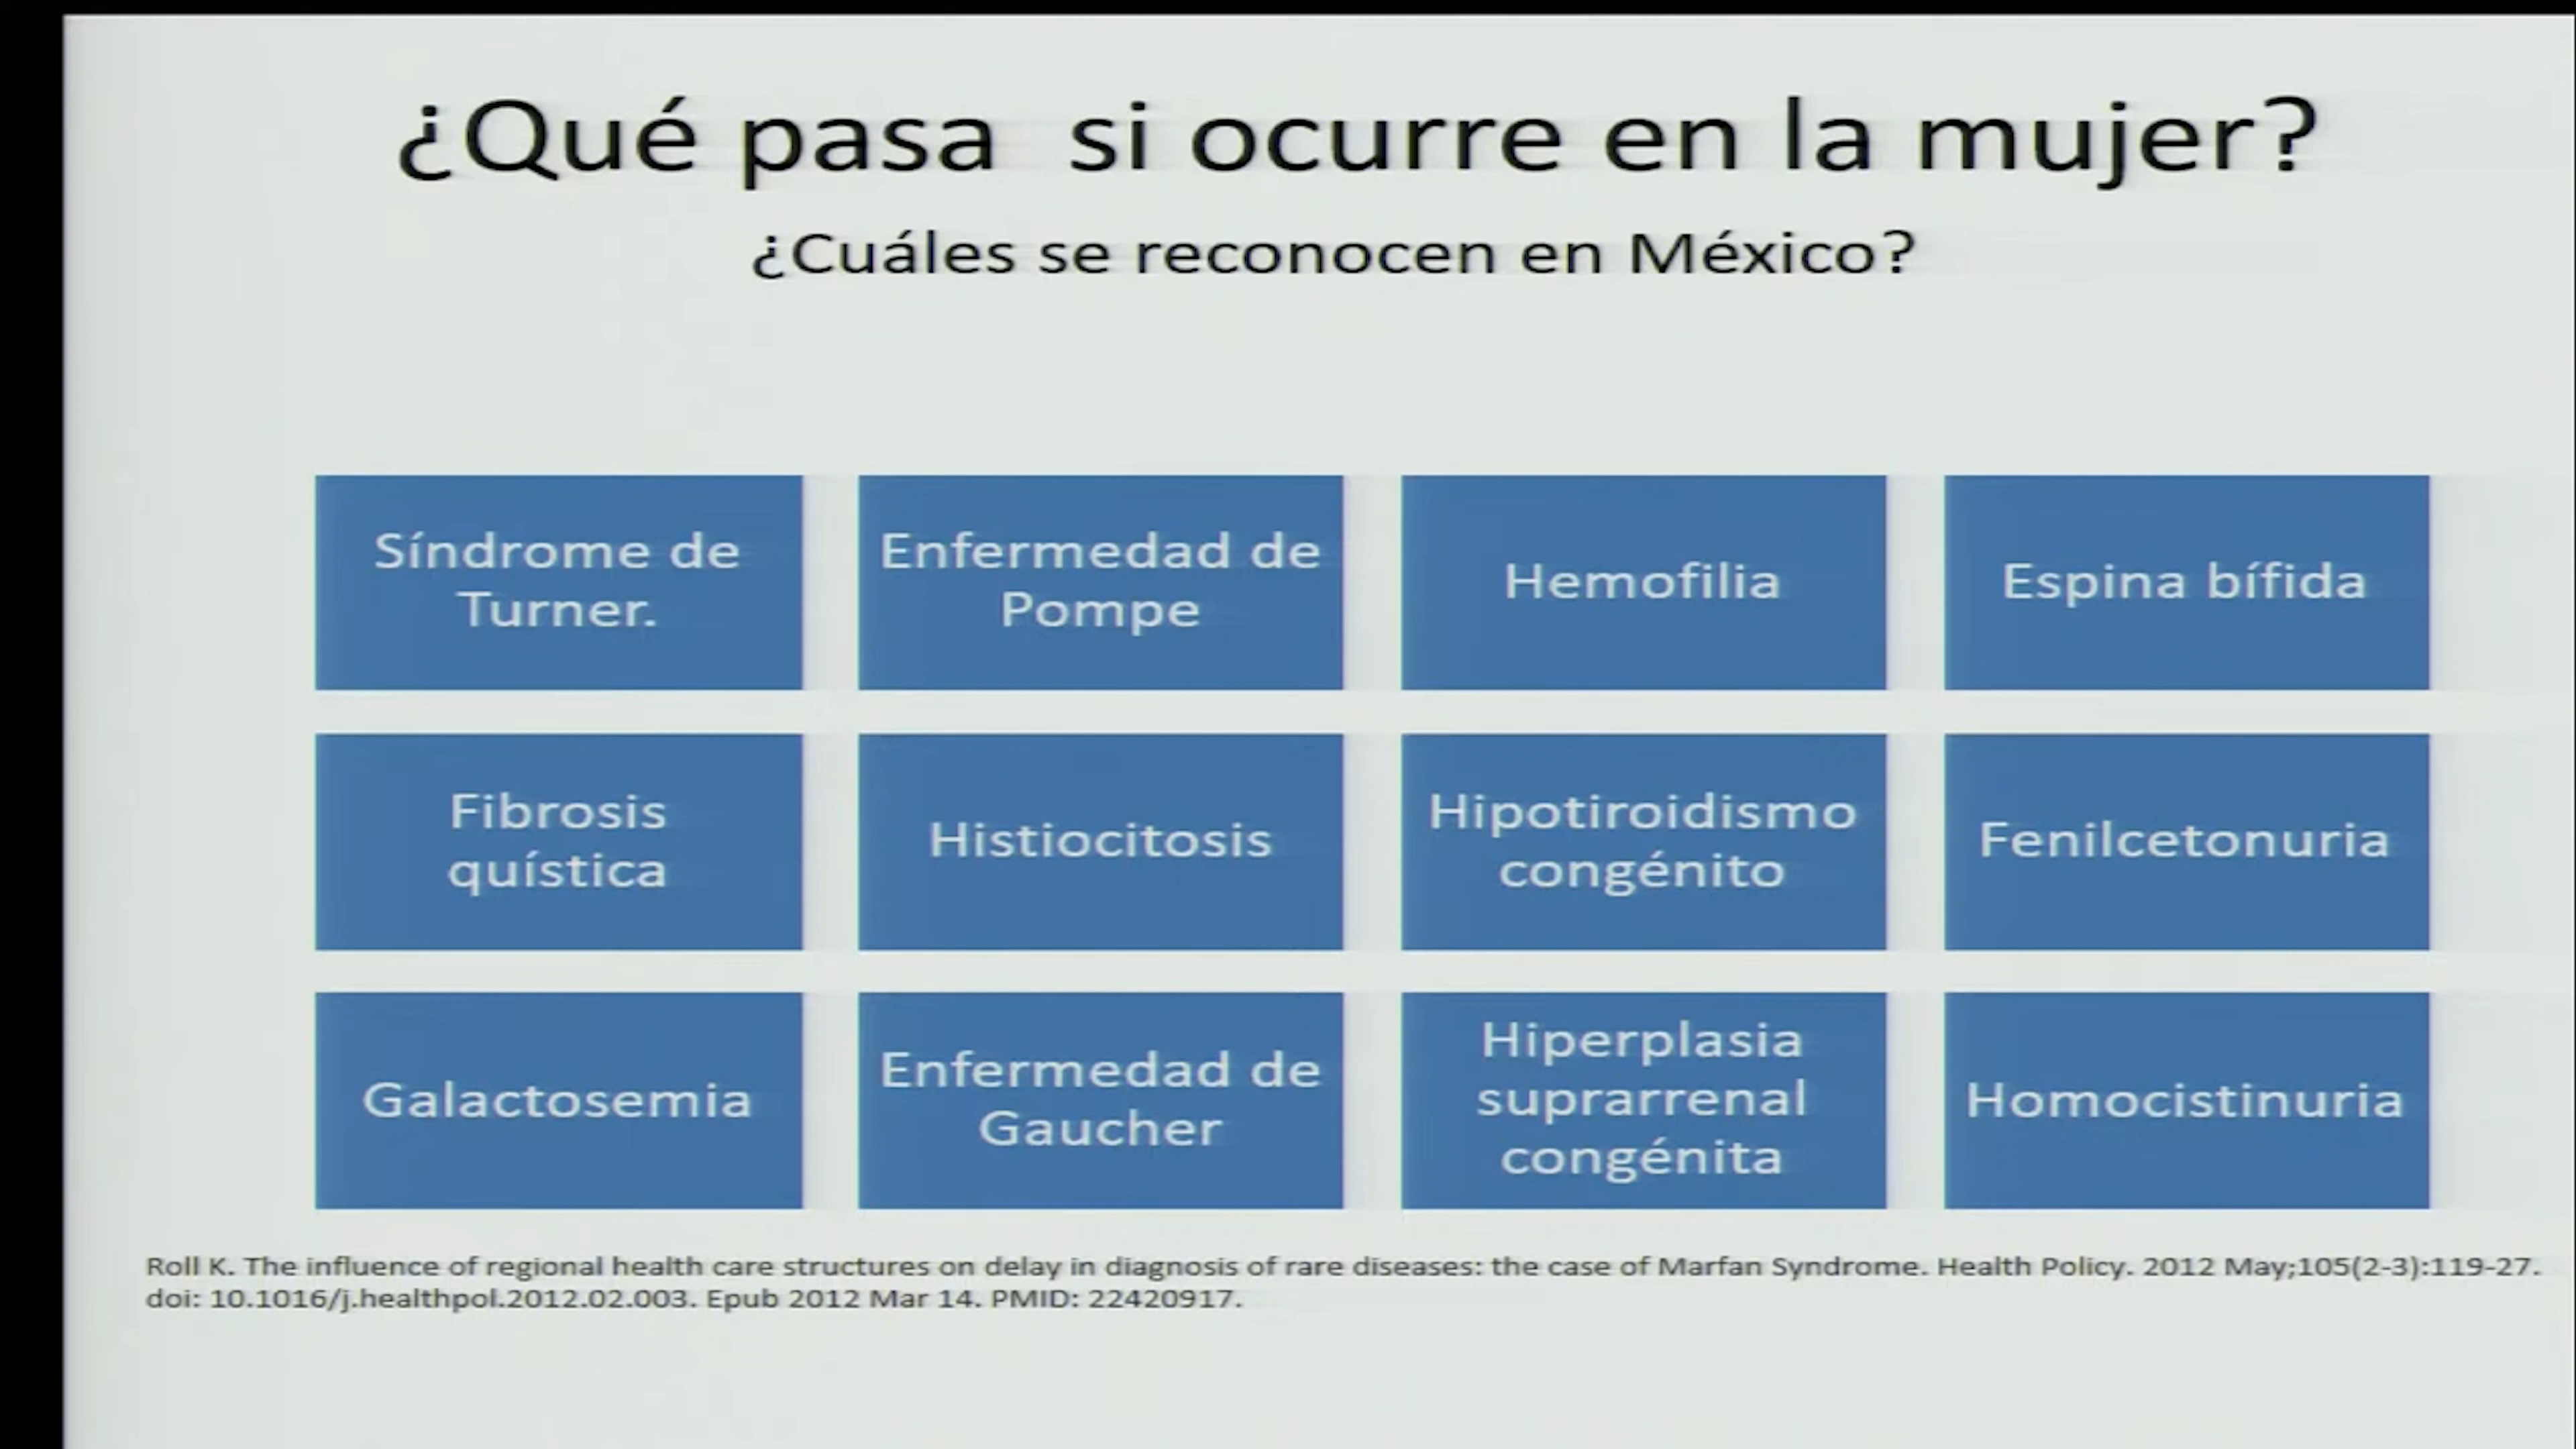 ¿Qué pasa si ocurre en la mujer?
¿Cuáles se reconocen en México?
Síndrome de
Turner.
Enfermedad de
Pompe
Hemofilia
Espina bífida
Fibrosis
quística
Histiocitosis
Hipotiroidismo
congénito
Fenilcetonuria
Galactosemia
Enfermedad de
Gaucher
Hiperplasia
suprarrenal
congénita
Homocistinuria
Roll K. The influence of regional health care structures on delay in diagnosis of rare diseases: the case of Marfan Syndrome. Health Policy. 2012 May;105(2-3):119-27.
doi: 10.1016/j.healthpol.2012.02.003. Epub 2012 Mar 14. PMID: 22420917.